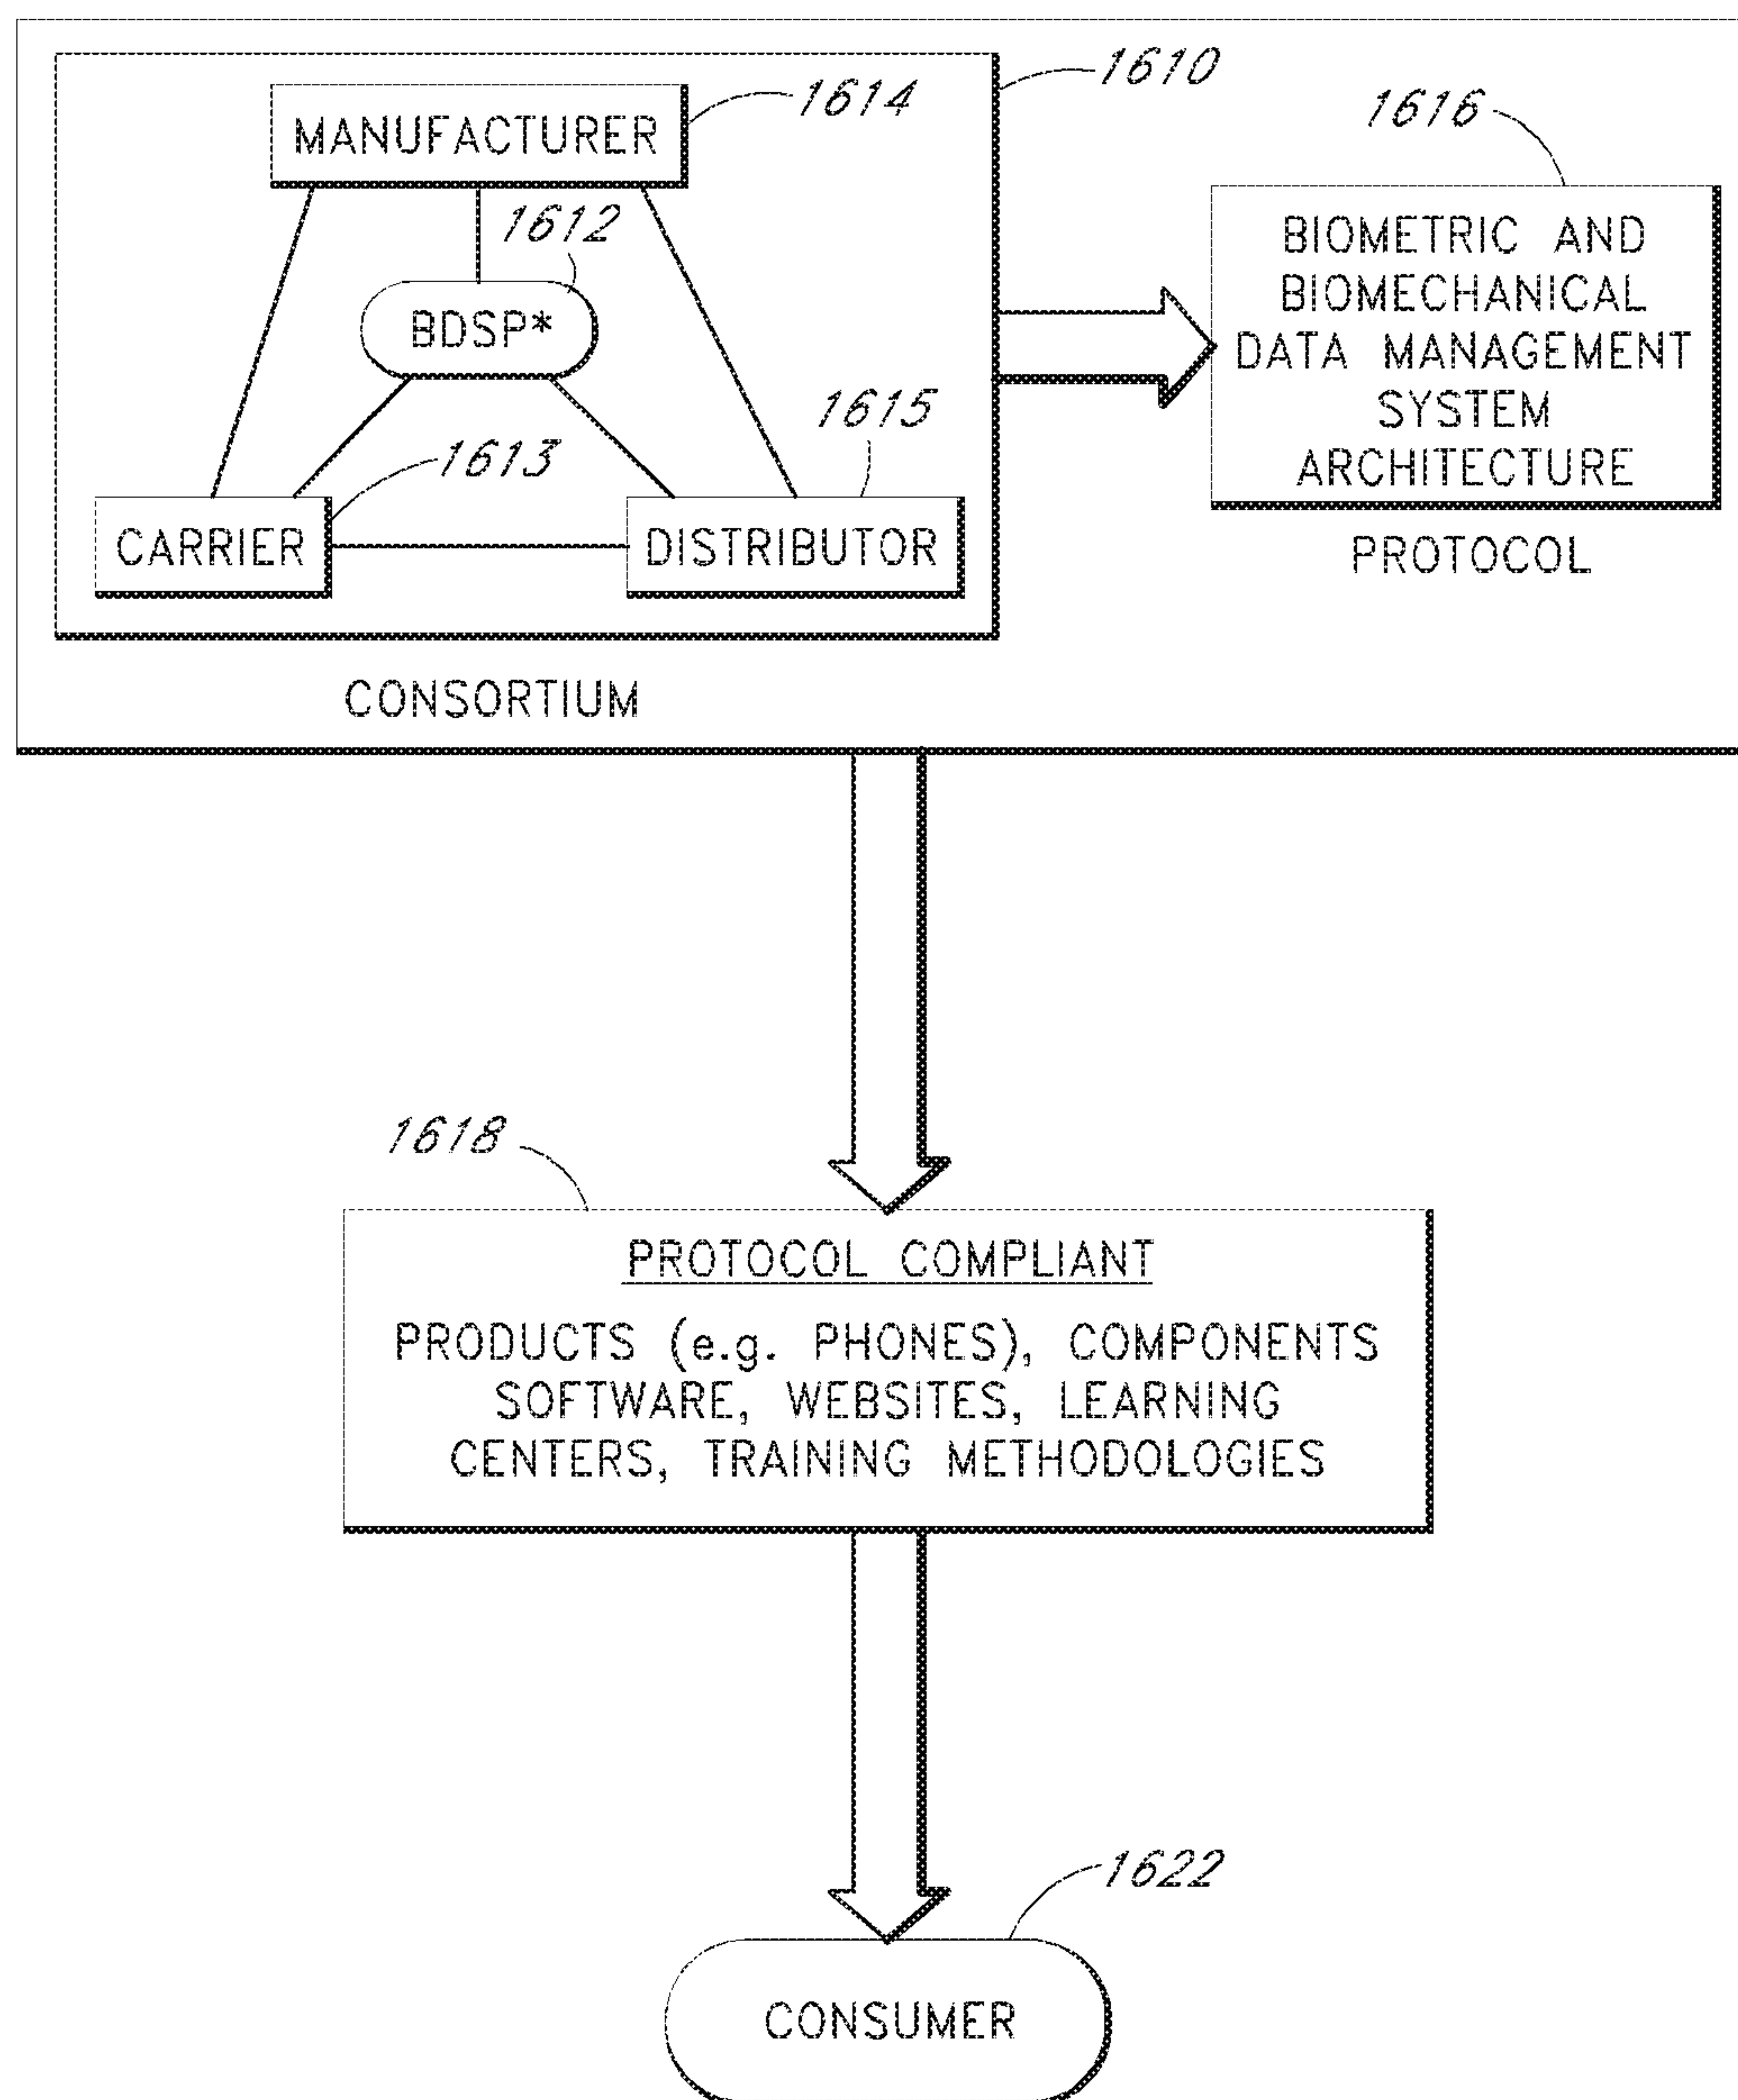 1610
1614
MANUFACTURER
1616
1612
BDSP*
BIOMETRIC AND
BIOMECHANICAL
DATA MANAGEMENT
SYSTEM
ARCHITECTURE
1615
1613
CARRIER
DISTRIBUTOR
PROTOCOL
CONSORTIUM
1618
PROTOCOL COMPLIANT
PRODUCTS (e.g. PHONES), COMPONENTS
SOFTWARE, WEBSITES, LEARNING
CENTERS, TRAINING METHODOLOGIES
1622
CONSUMER